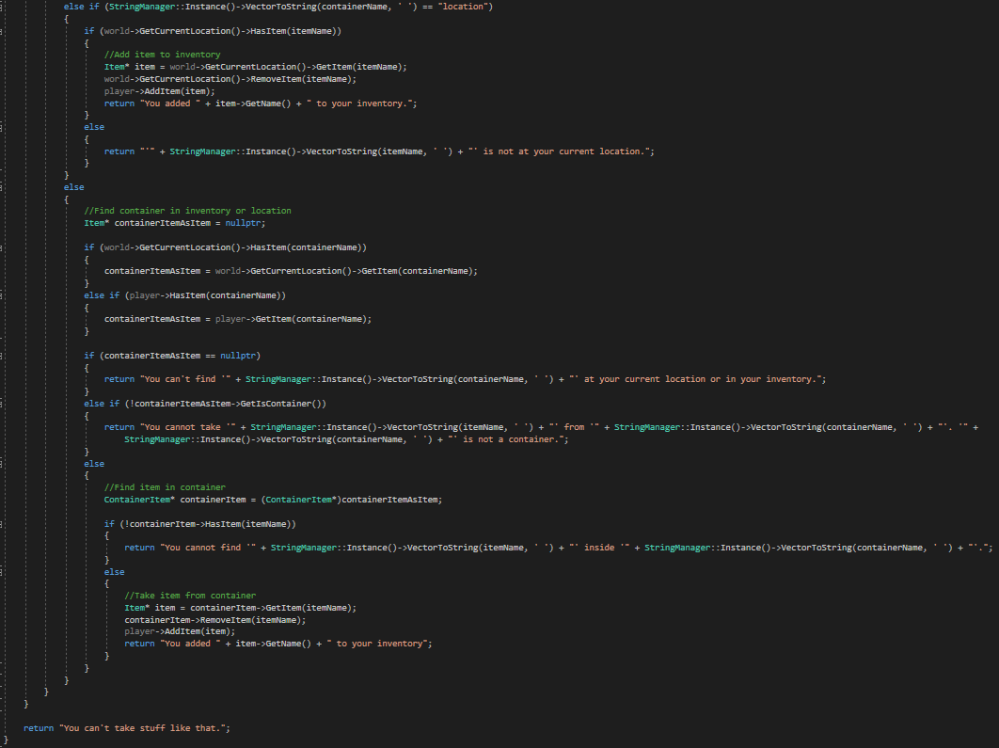 else if (StringManager::Instance()->VectorToString(containerName, ' ') == "location")
{
if (world->GetCurrentLocation()->HasItem(itemName))
{
//Add item to inventory
Item* item = world->GetCurrentLocation()->GetItem(itemName);
world->GetCurrentLocation()->RemoveItem(itemName);
player->AddItem(item);
return "You added " + item->GetName() + " to your inventory.";
}
else
{
return "'" + StringManager::Instance()->VectorToString(itemName, ' ') + "' is not at your current location.";
}
}
else
{
//Find container in inventory or location
Item* containerItemAsItem = nullptr;
if (world->GetCurrentLocation()->HasItem(containerName))
{
containerItemAsItem = world->GetCurrentLocation()->GetItem(containerName);
}
else if (player->HasItem(containerName))
{
containerItemAsItem = player->GetItem(containerName);
}
if (containerItemAsItem == nullptr)
{
return "You can't find '" + StringManager::Instance()->VectorToString(containerName, ' ') + "' at your current location or in your inventory.";
}
else if (!containerItemAsItem->GetIsContainer())
{
return "You cannot take '" + StringManager::Instance()->VectorToString(itemName, ' ') + "' from '" + StringManager::Instance()->VectorToString(containerName, ' ') + "'. '" +
StringManager::Instance()->VectorToString(containerName, ' ') + "' is not a container.";
}
else
{
//Find item in container
ContainerItem* containerItem = (ContainerItem*)containerItemAsItem;
if (!containerItem->HasItem(itemName))
{
return "You cannot find '" + StringManager::Instance()->VectorToString(itemName, ' ') + "' inside '" + StringManager::Instance()->VectorToString(containerName, ' ') + "'.";
}
else
{
//Take item from container
Item* item = containerItem->GetItem(itemName);
containerItem->RemoveItem(itemName);
player->AddItem(item);
return "You added " + item->GetName() + " to your inventory";
}
}
}
}
}
return "You can't take stuff like that.";
}